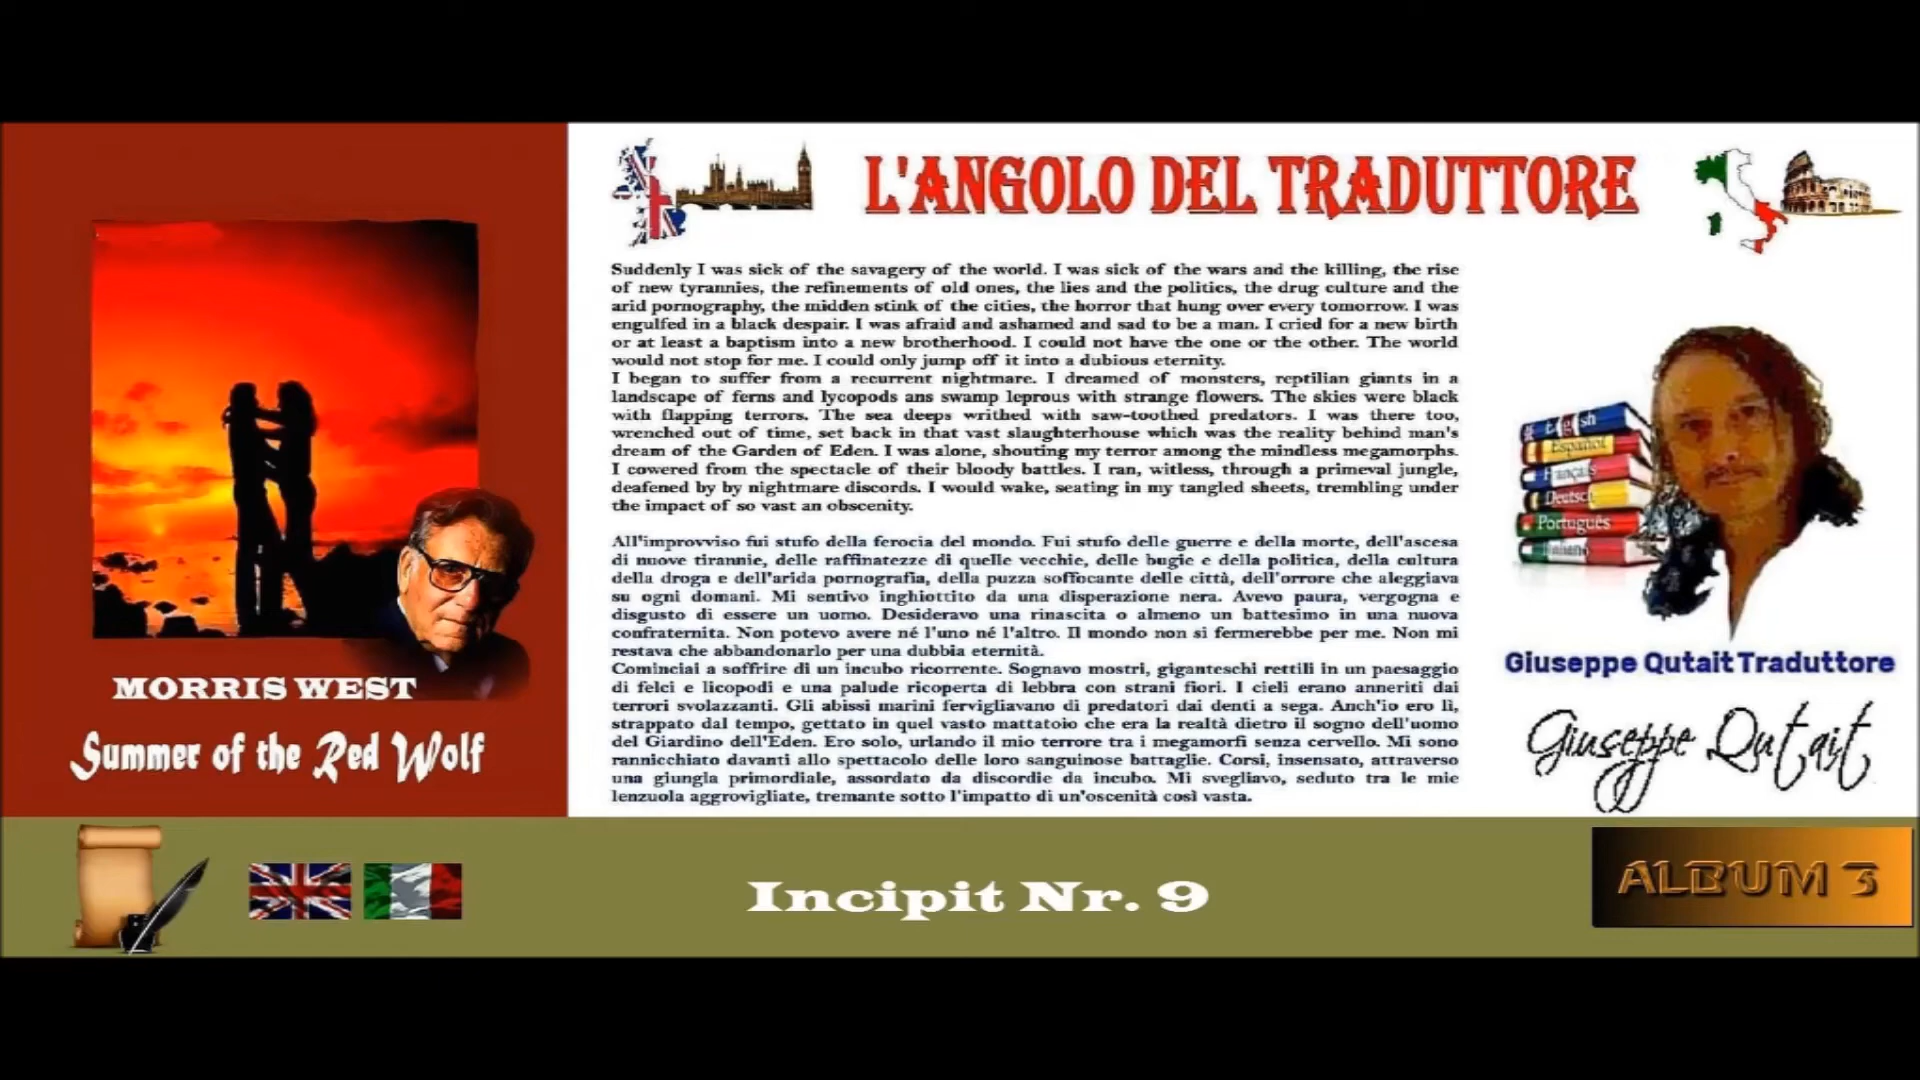 L'ANGOLO DEL TRADUTTORE
Suddenly I was sick of the savagery of the world. I was sick of the wars and the killing, the rise
of new tyrannies, the refinements of old ones, the lies and the politics, the drug culture and the
arid pornography, the midden stink of the cities, the horror that hung over every tomorrow. I was
engulfed in a black despair. I was afraid and ashamed and sad to be a man. I cried for a new birth
or at least a baptism into a new brotherhood. I could not have the one or the other. The world
would not stop for me. I could only jump off it into a dubious eternity.
I began to suffer from a recurrent nightmare. I dreamed of monsters, reptilian giants in a
landscape of ferns and lycopods ans swamp leprous with strange flowers. The skies were black
with flapping terrors. The sea deeps writhed with saw-toothed predators. I was there too,
wrenched out of time, set back in that vast slaughterhouse which was the reality behind man's
dream of the Garden of Eden. I was alone, shouting my terror among the mindless megamorphs.
I cowered from the spectacle of their bloody battles. I ran, witless, through a primeval jungle,
deafened by by nightmare discords. I would wake, seating in my tangled sheets, trembling under
the impact of so vast an obscenity.
All'improvviso fui stufo della ferocia del mondo. Fui stufo delle guerre e della morte, dell'ascesa
di nuove tirannie, delle raffinatezze di quelle vecchie, delle bugie e della politica, della cultura
della droga e dell'arida pornografia, della puzza soffocante delle città, dell'orrore che aleggiava
su ogni domani. Mi sentivo inghiottito da una disperazione nera. Avevo paura, vergogna e
disgusto di essere un uomo. Desideravo una rinascita o almeno un battesimo in una nuova
confraternita. Non potevo avere né l'uno né l'altro. Il mondo non si fermerebbe per me. Non mi
restava che abbandonarlo per una dubbia eternità.
Cominciai a soffrire di un incubo ricorrente. Sognavo mostri, giganteschi rettili in un paesaggio
di felci e licopodi e una palude ricoperta di lebbra con strani fiori. I cieli erano anneriti dai
terrori svolazzanti. Gli abissi marini fervigliavano di predatori dai denti a sega. Anch'io ero lì,
strappato dal tempo, gettato in quel vasto mattatoio che era la realtà dietro il sogno dell'uomo
del Giardino dell'Eden. Ero solo, urlando il mio terrore tra i megamorfi senza cervello. Mi sono
rannicchiato davanti allo spettacolo delle loro sanguinose battaglie. Corsi, insensato, attraverso
una giungla primordiale, assordato da discordie da incubo. Mi svegliavo, seduto tra le mie
lenzuola aggrovigliate, tremante sotto l'impatto di un'oscenità così vasta.
MORRIS WEST
Summer of the Red Wolf
English
Español
Français
Deutsch
Português
Italiano
Giuseppe Qutait Traduttore
Giuseppe Qutait
Incipit Nr. 9
ALBUM 3